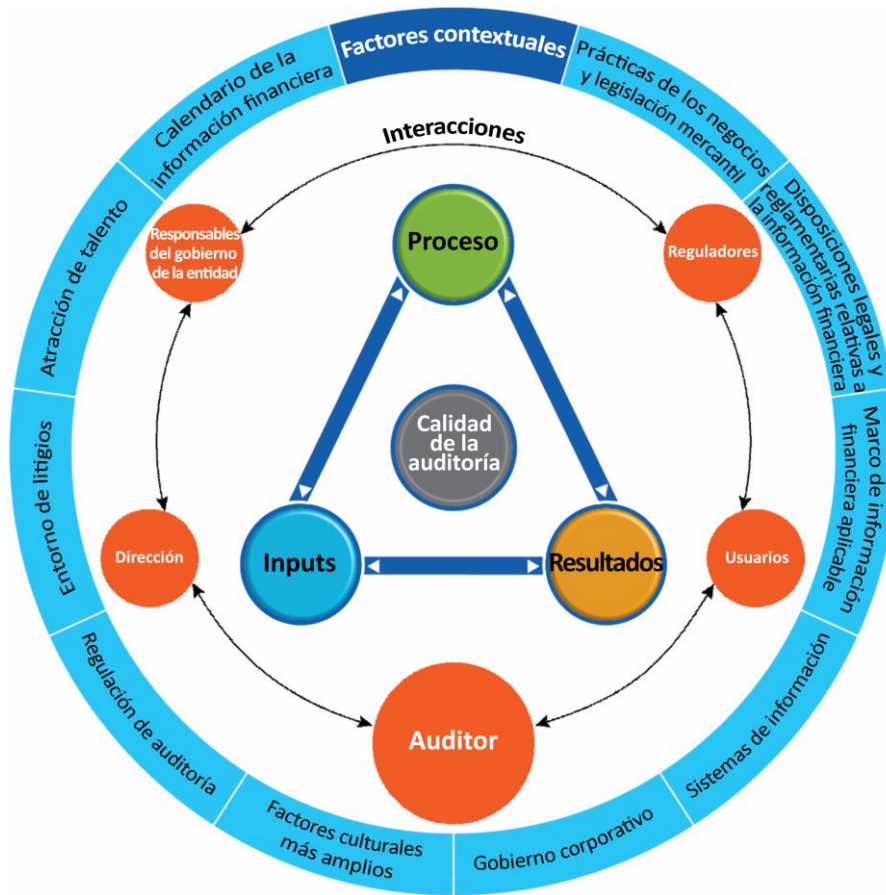 Factores contextuales
Prácticas de los negocios
y legislación mercantil
Disposiciones legales y
reglamentarias relativas a
la información financiera
Marco de información
financiera aplicable
Sistemas de información
Gobierno corporativo
Factores culturales
más amplios
Regulación de auditoría
Entorno de litigios
Atracción de talento
Calendario de la
información financiera
Interacciones
Responsables
del gobierno
de la entidad
Reguladores
Proceso
Calidad
de la
auditoría
Dirección
Inputs
Resultados
Usuarios
Auditor